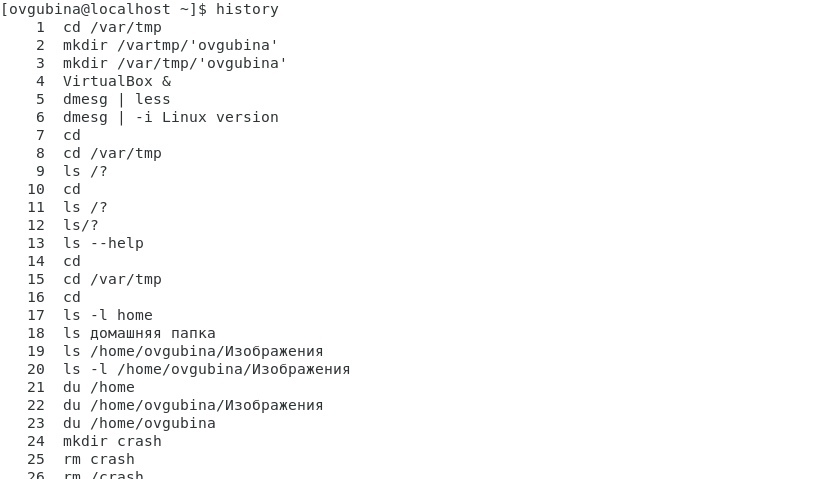 [ovgubina@localhost ~]$ history
1 cd /var/tmp
2 mkdir /vartmp/'ovgubina'
3 mkdir /var/tmp/'ovgubina'
4 VirtualBox &
5 dmesg | less
6 dmesg | -i Linux version
7 cd
8 cd /var/tmp
9 ls /?
10 cd
11 ls /?
12 ls/?
13 ls --help
14 cd
15 cd /var/tmp
16 cd
17 ls -l home
18 ls домашняя папка
19 ls /home/ovgubina/Изображения
20 ls -l /home/ovgubina/Изображения
21 du /home
22 du /home/ovgubina/Изображения
23 du /home/ovgubina
24 mkdir crash
25 rm crash
26 rm /crash